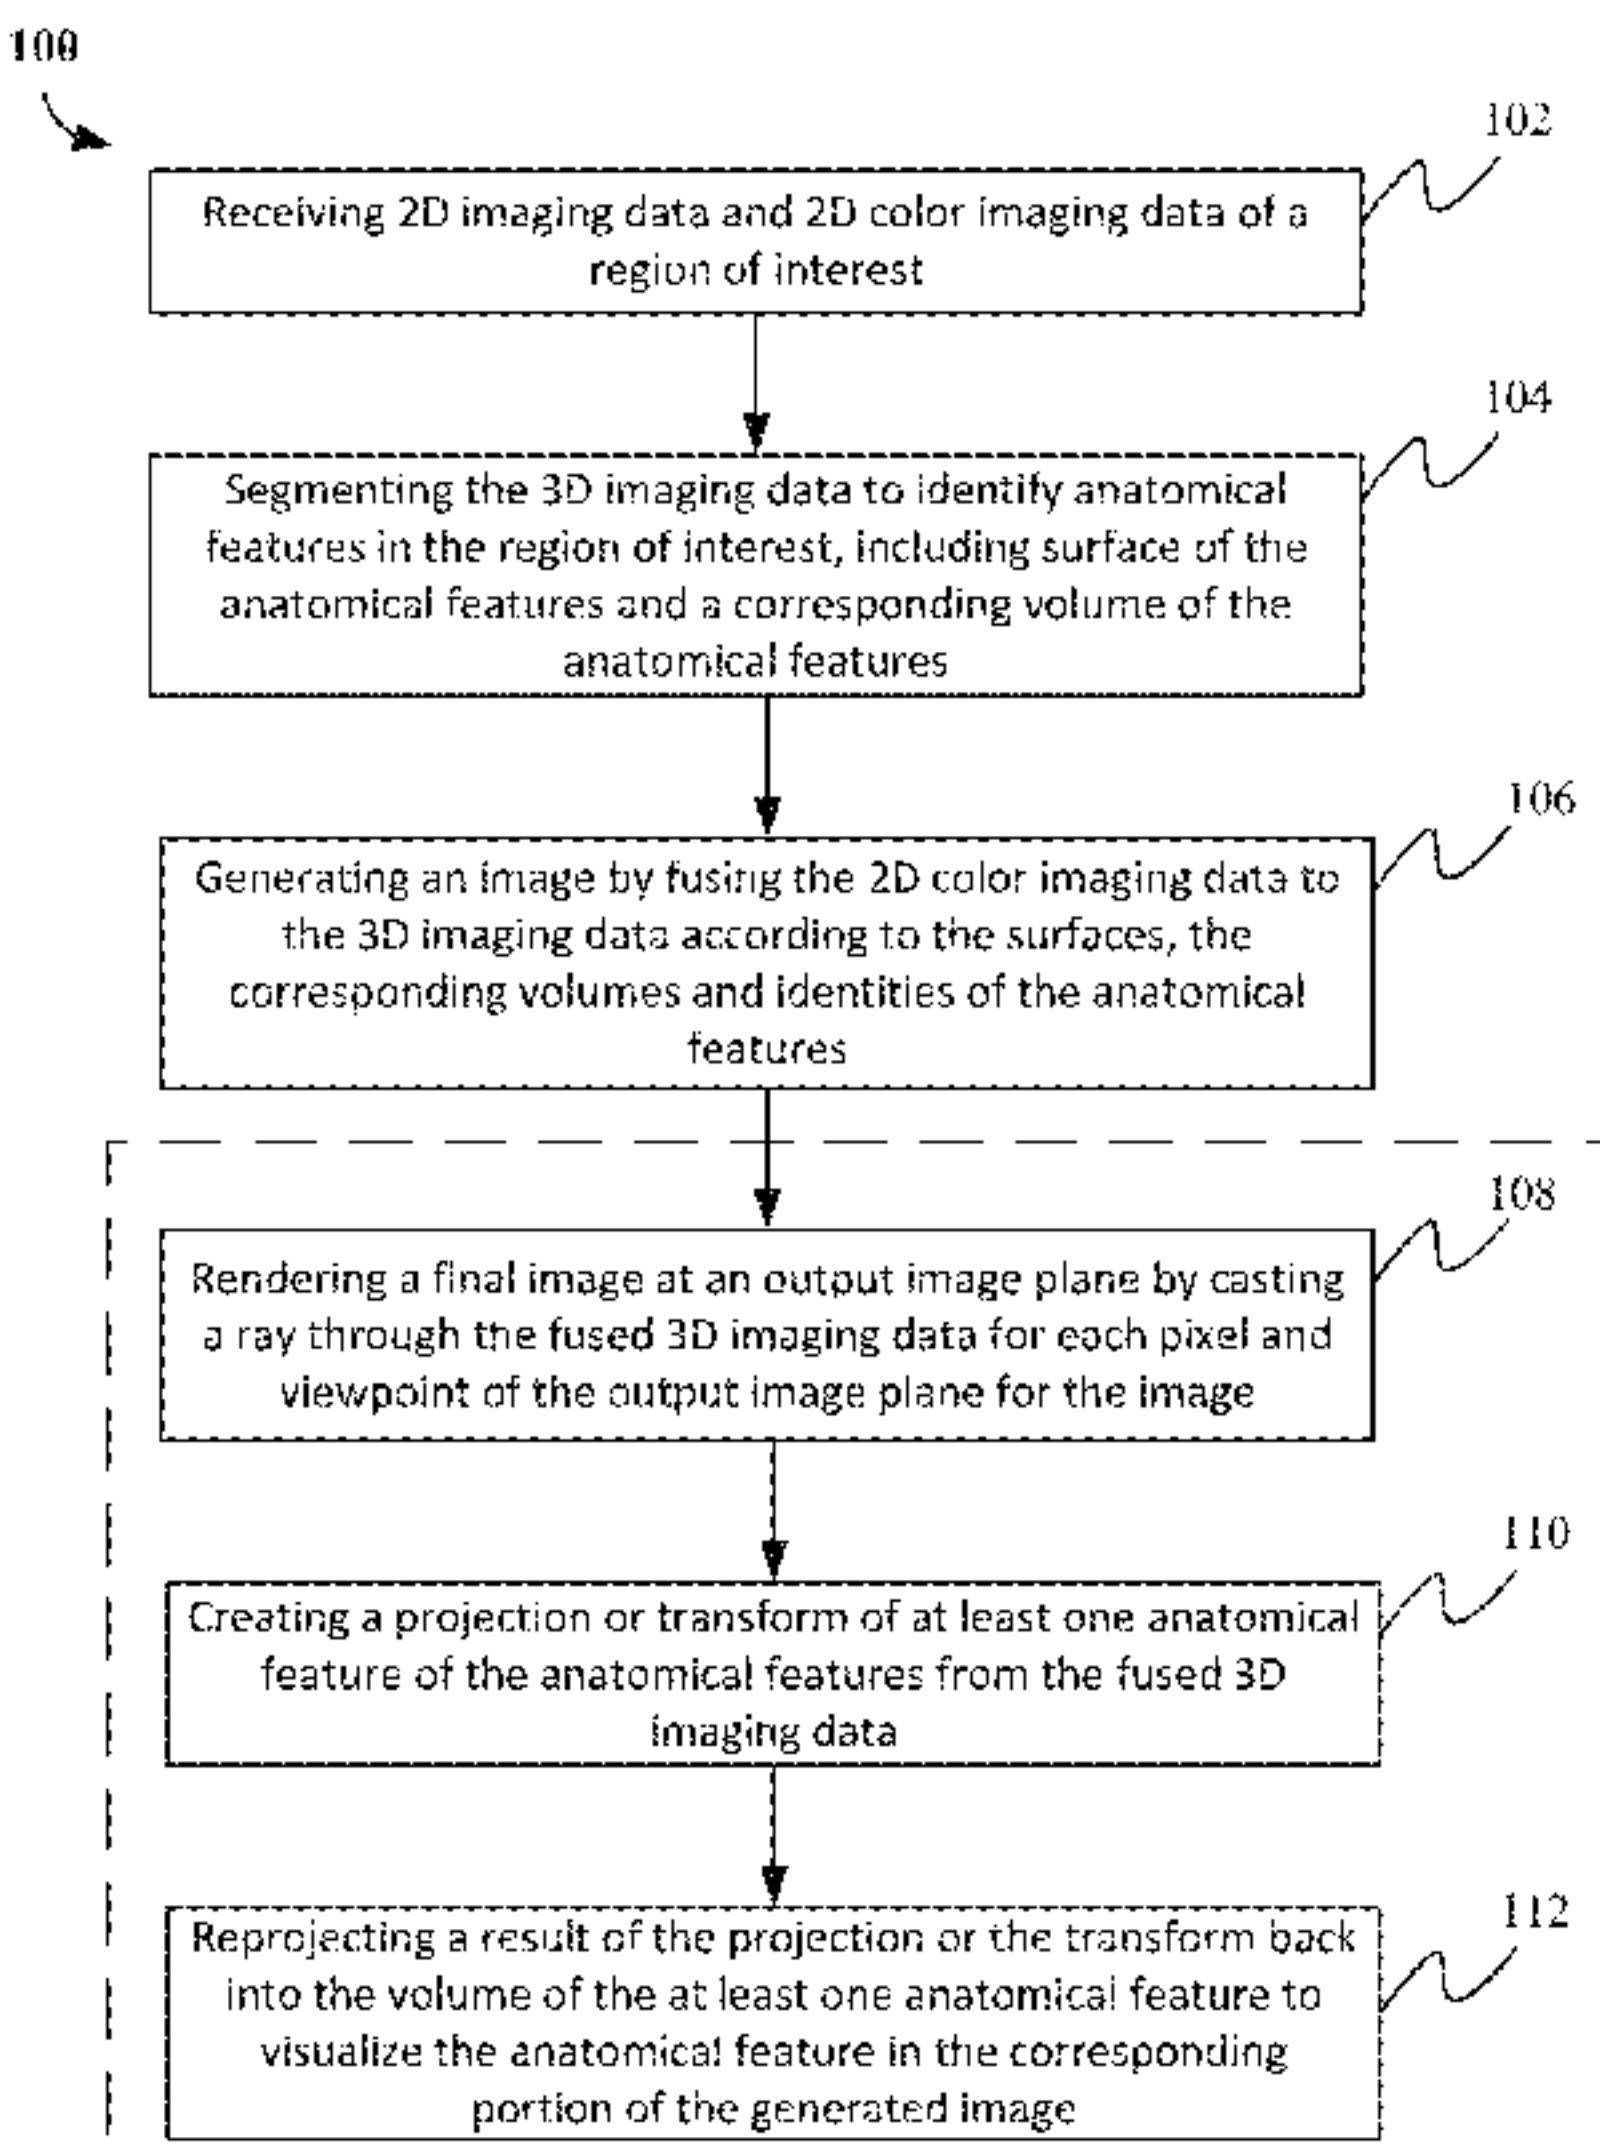 100
102
Receiving 2D imaging data and 2D color imaging data of a
region of interest
104
Segmenting the 3D imaging data to identify anatomical
features in the region of interest, including surface of the
anatomical features and a corresponding volume of the
anatomical features
106
Generating an image by fusing the 2D color imaging data to
the 3D imaging data according to the surfaces, the
corresponding volumes and identities of the anatomical
features
108
Rendering a final image at an output image plane by casting
a ray through the fused 3D imaging data for each pixel and
viewpoint of the output image plane for the image
110
Creating a projection or transform of at least one anatomical
feature of the anatomical features from the fused 3D
imaging data
112
Reprojecting a result of the projection or the transform back
into the volume of the at least one anatomical feature to
visualize the anatomical feature in the corresponding
portion of the generated image